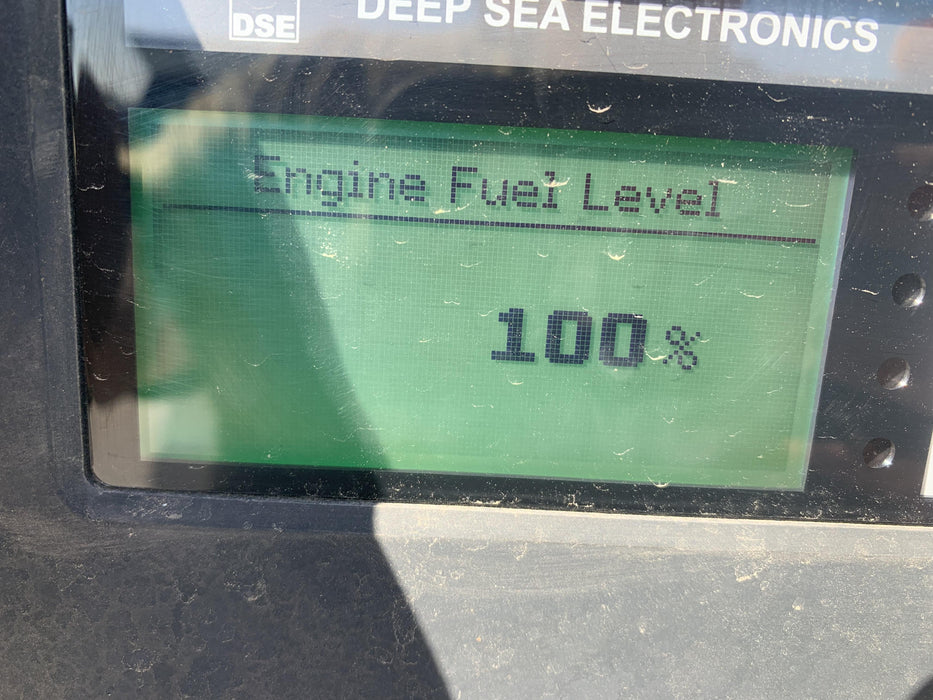 DSE DEEP SEA ELECTRONICS
Engine Fuel Level
100 %